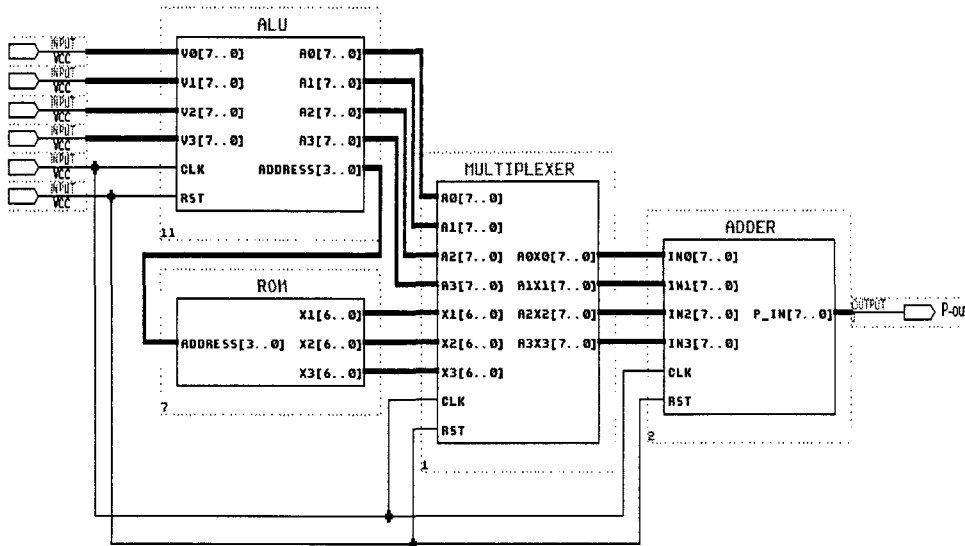 ALU
INPUT
VCC
V0[7..0]
A0[7..0]
INPUT
VCC
V1[7..0]
A1[7..0]
INPUT
VCC
V2[7..0]
A2[7..0]
INPUT
VCC
V3[7..0]
A3[7..0]
INPUT
VCC
CLK
ADDRESS[3..0]
INPUT
VCC
RST
11
ROM
X1[6..0]
ADDRESS[3..0]
X2[6..0]
X3[6..0]
7
MULTIPLEXER
A0[7..0]
A1[7..0]
A2[7..0]
A0X0[7..0]
A3[7..0]
A1X1[7..0]
X1[6..0]
A2X2[7..0]
X2[6..0]
A3X3[7..0]
X3[6..0]
CLK
RST
1
ADDER
IN0[7..0]
IN1[7..0]
IN2[7..0]
P_IN[7..0]
IN3[7..0]
CLK
RST
2
OUTPUT
P-out